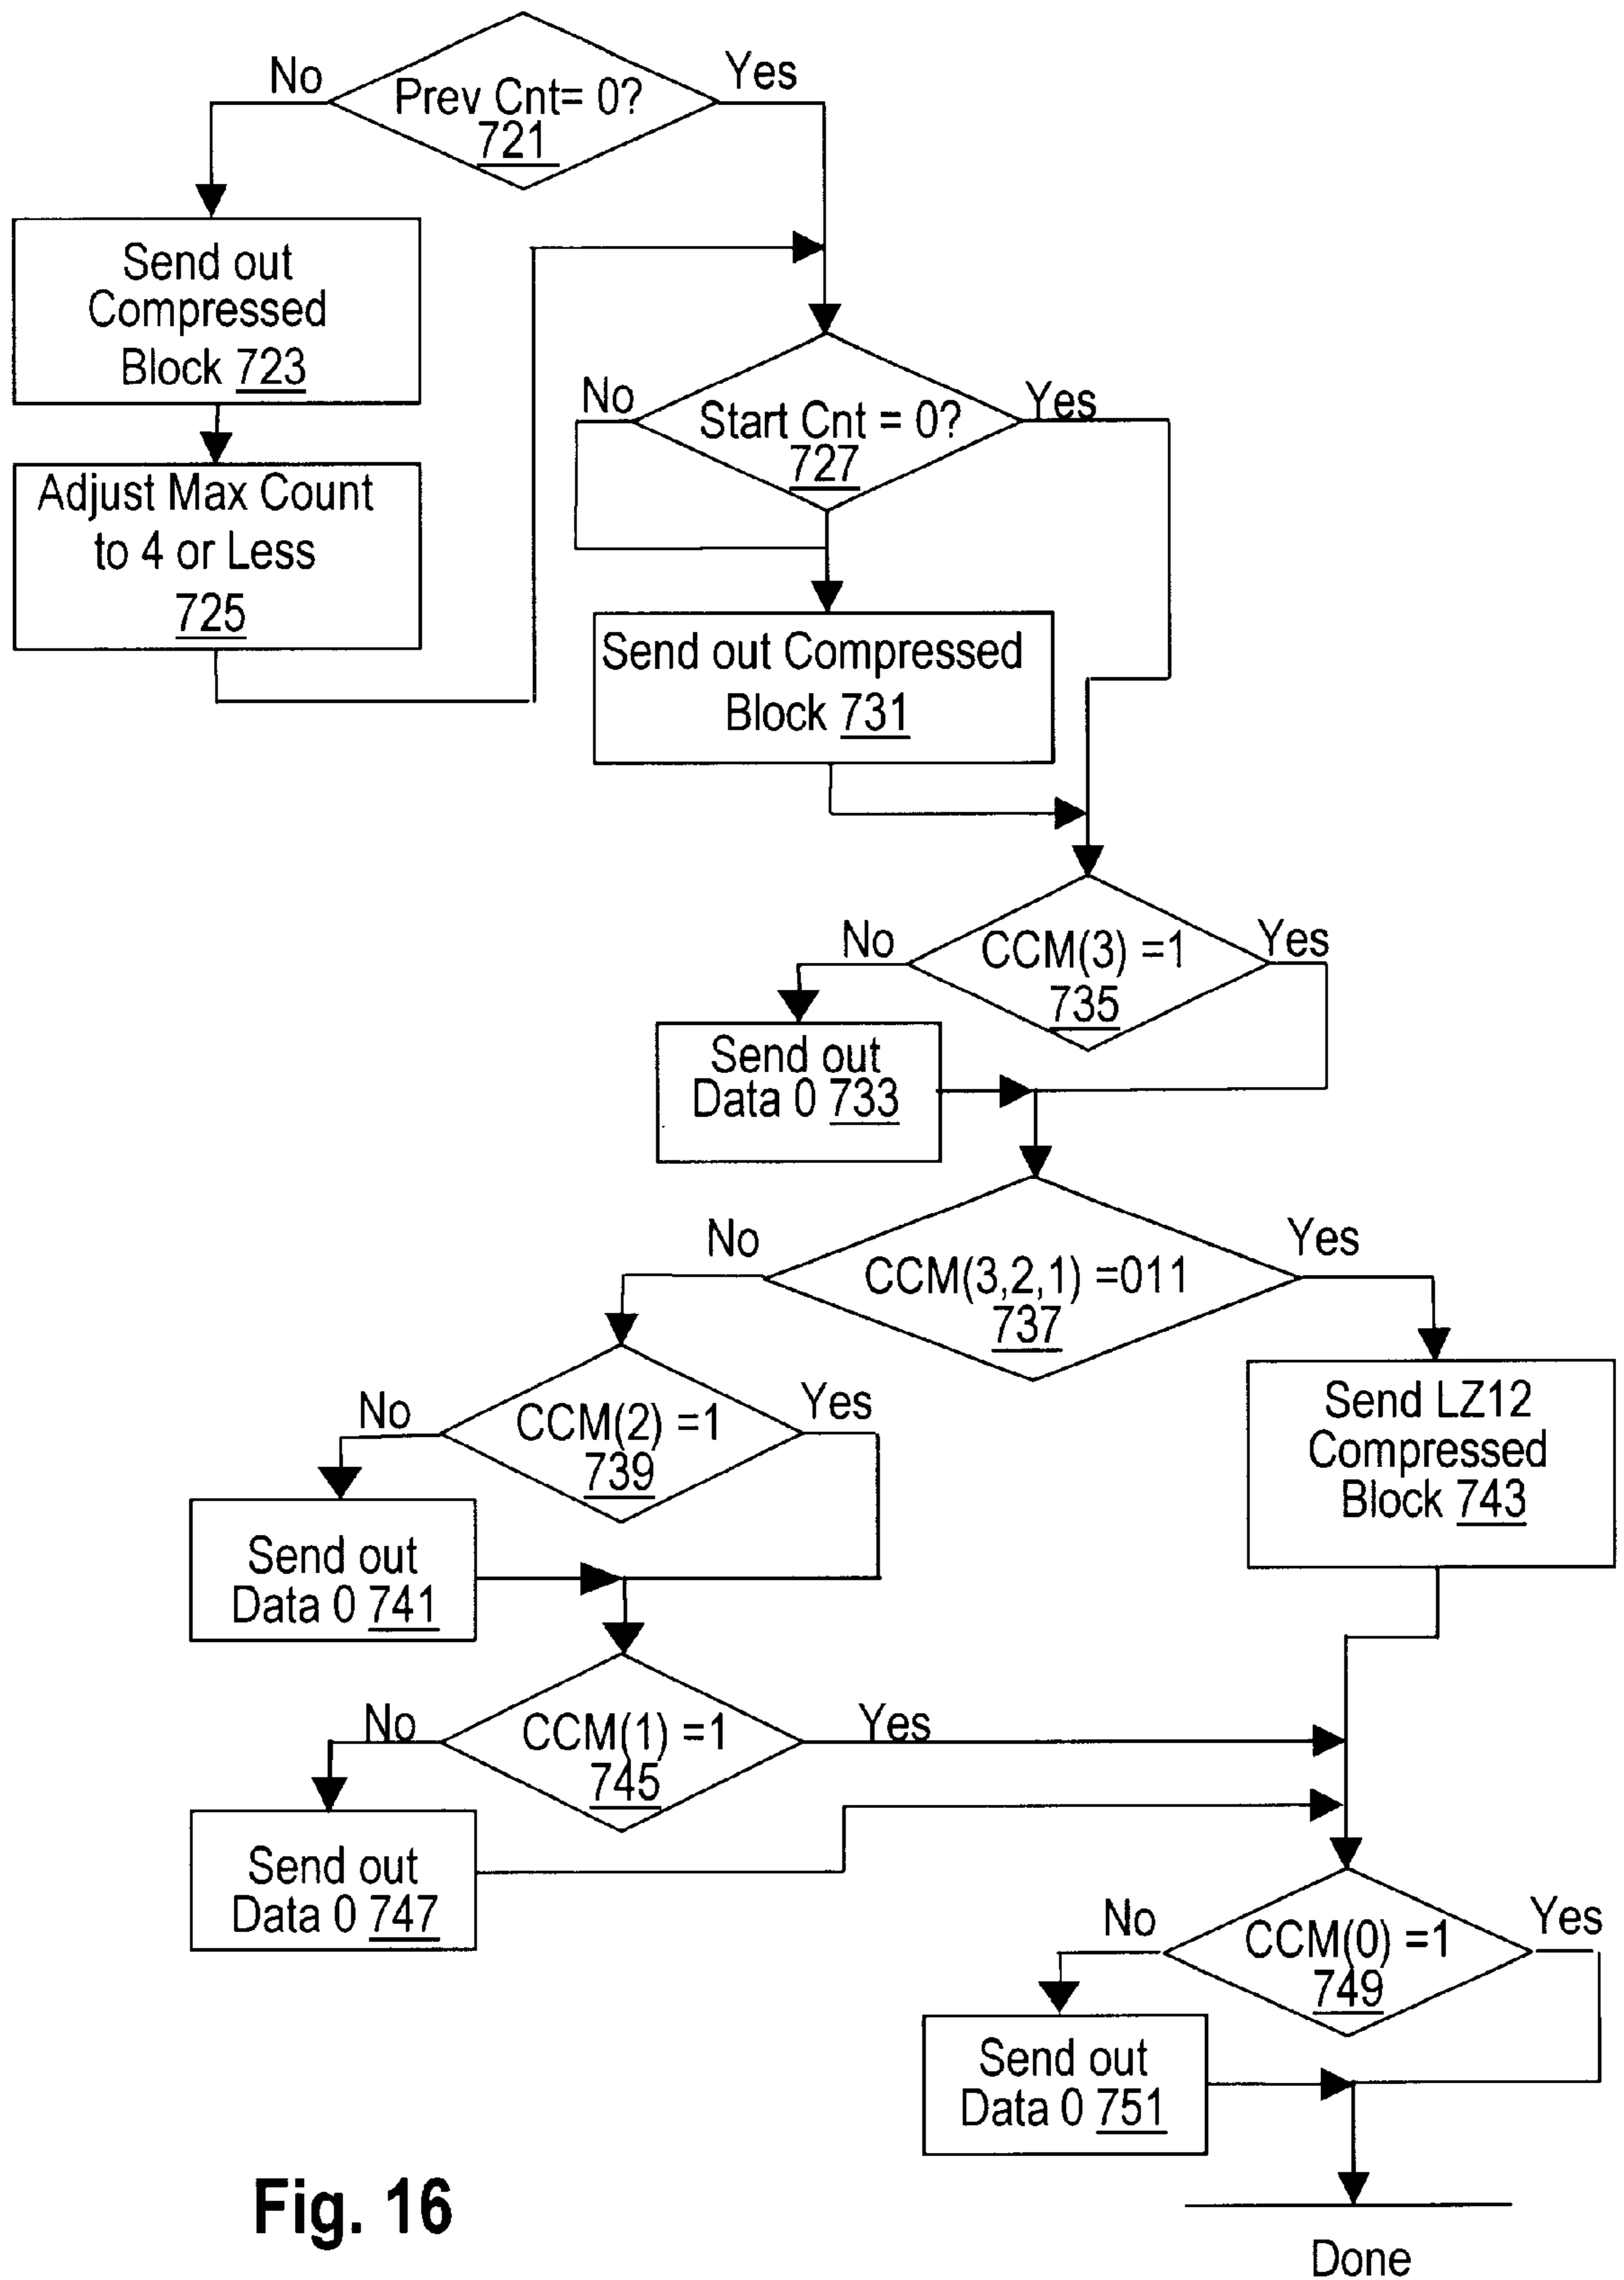 No
Yes
Prev Cnt= 0?
721
Send out
Compressed
Block 723
No
Start Cnt = 0?
Yes
727
Adjust Max Count
to 4 or Less
725
Send out Compressed
Block 731
No
CCM(3) =1
Yes
735
Send out
Data 0 733
No
CCM(3,2,1) =011
Yes
737
No
CCM(2) =1
Yes
739
Send LZ12
Compressed
Block 743
Send out
Data 0 741
No
CCM(1) =1
Yes
745
Send out
Data 0 747
No
CCM(0) =1
Yes
749
Send out
Data 0 751
Fig. 16
Done